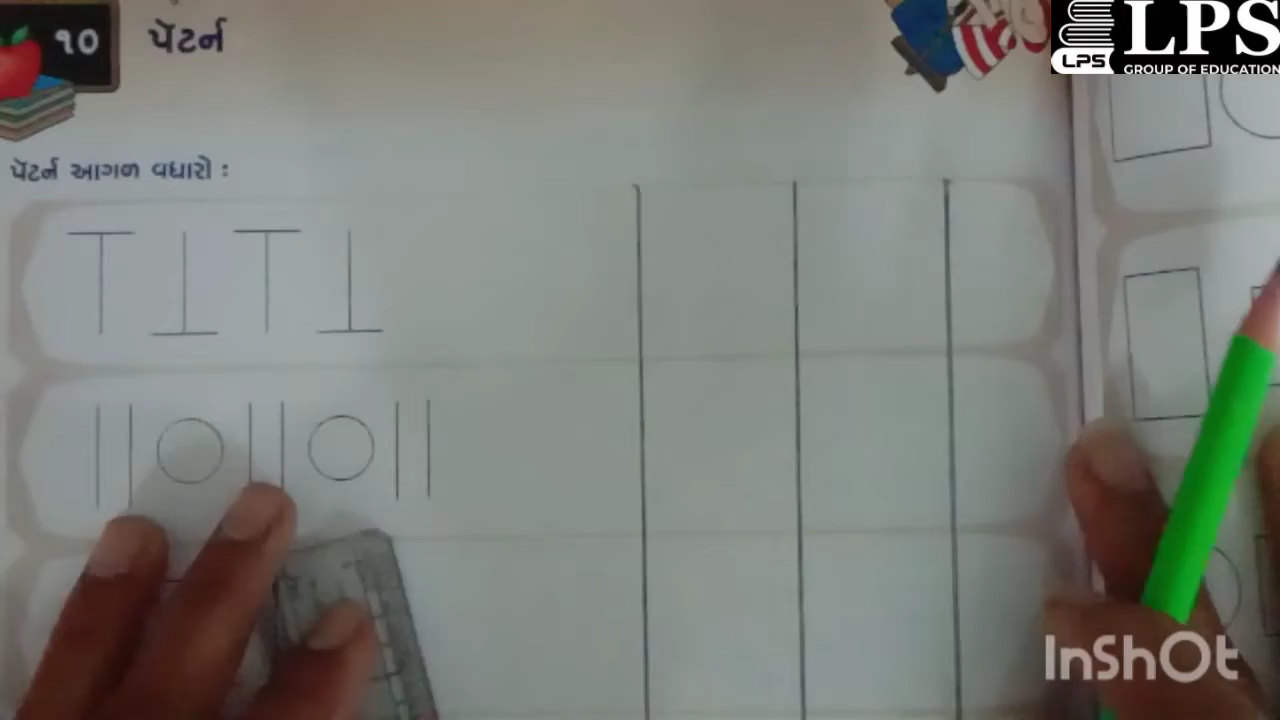 ૧૦ પૅટર્ન
LPS
LPS
GROUP OF EDUCATION
પૅટર્ન આગળ વધારો :
InShOt